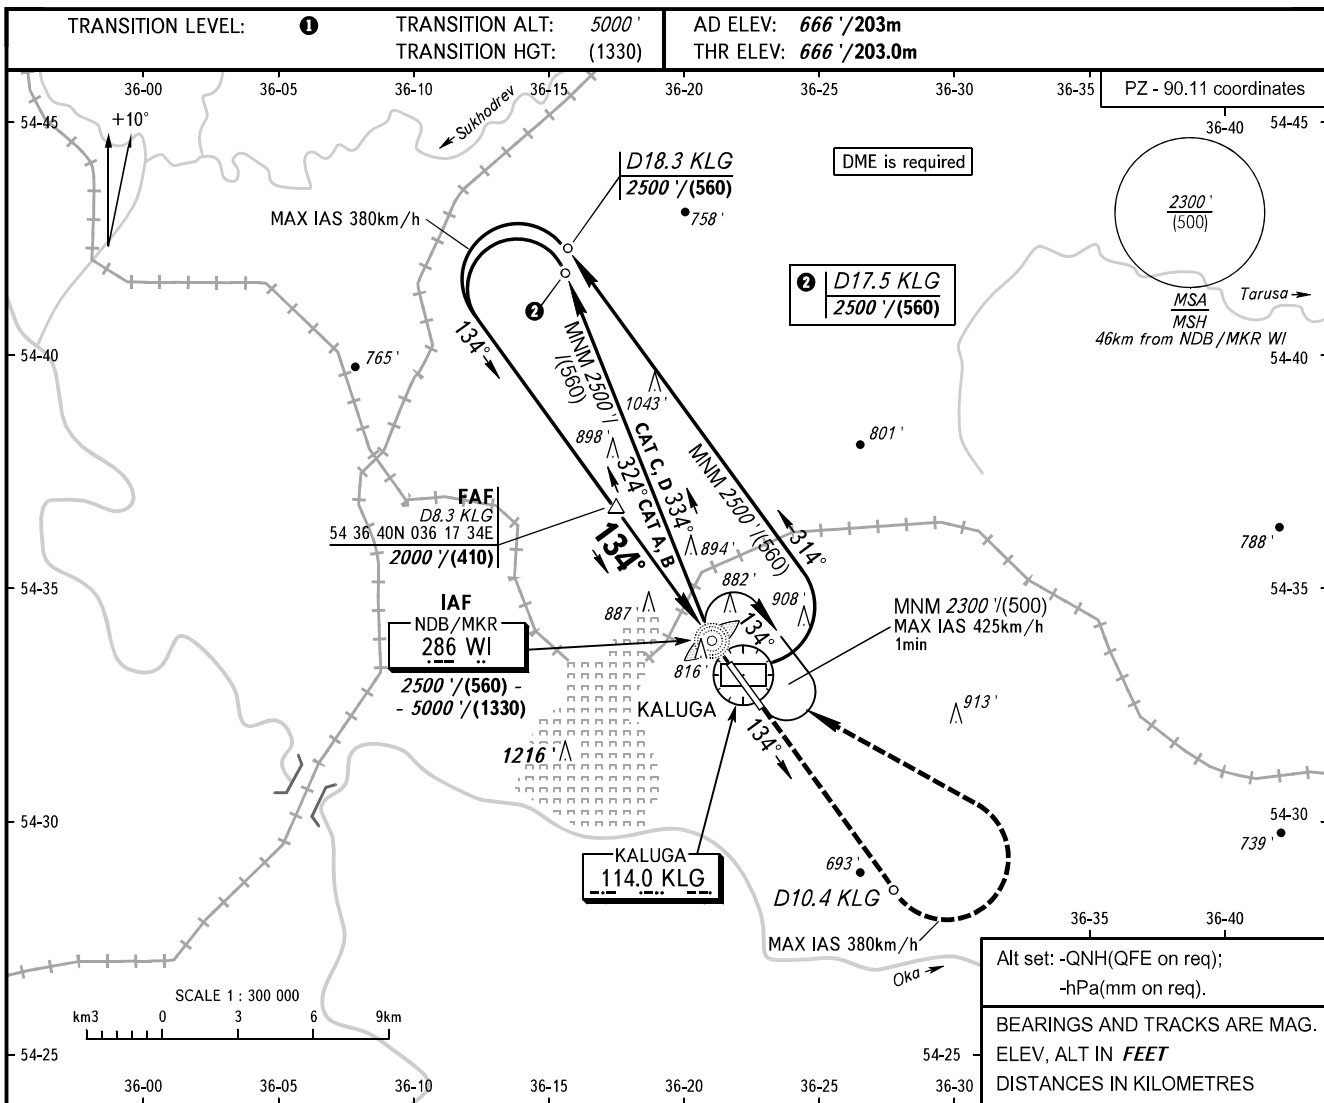 TRANSITION LEVEL: 1 TRANSITION ALT: 5000 ' AD ELEV: 666 '/203m
TRANSITION HGT: (1330) THR ELEV: 666 '/203.0m
PZ - 90.11 coordinates
36-00 36-05 36-10 36-15 36-20 36-25 36-30 36-35
36-40
54-45 54-45
+10°
Sukhodrev
DME is required
D18.3 KLG
2500 '/(560)
758 '
MAX IAS 380km/h
2300 '
(500)
MSA
MSH
46km from NDB/MKR WI
Tarusa
2 D17.5 KLG
2500 '/(560)
2
54-40 54-40
765 '
134°
MNM 2500 '/
/(560)
1043 '
898 '
801 '
CAT C, D 334°
324° CAT A, B
MNM 2500 '/(560)
314°
FAF
D8.3 KLG
54 36 40N 036 17 34E
2000 '/(410)
134°
894 '
788 '
54-35 54-35
882 '
908 '
887 '
134°
MNM 2300 '/(500)
MAX IAS 425km/h
1min
IAF
NDB/MKR
286 WI
2500 '/(560) -
- 5000 '/(1330)
816 '
KALUGA
913 '
134°
1216 '
54-30 54-30
739 '
KALUGA
114.0 KLG
693 '
D10.4 KLG
MAX IAS 380km/h
Oka
36-35 36-40
Alt set: -QNH(QFE on req);
-hPa(mm on req).
SCALE 1 : 300 000
km3 0 3 6 9km
BEARINGS AND TRACKS ARE MAG.
ELEV, ALT IN FEET
DISTANCES IN KILOMETRES
54-25 54-25
36-00 36-05 36-10 36-15 36-20 36-25 36-30